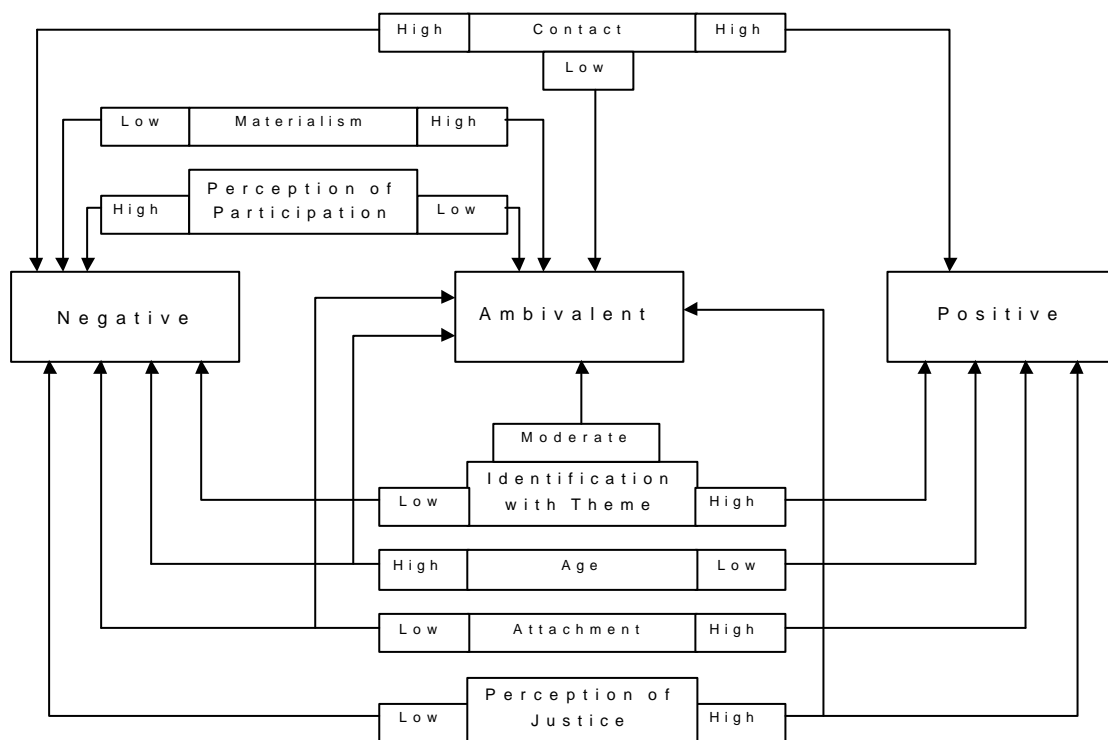 High Contact High
Low
Low Materialism High
Perception of
Participation
High Low
Negative
Ambivalent
Positive
Moderate
Identification
with Theme
Low High
High Age Low
Low Attachment High
Perception of
Justice
Low High